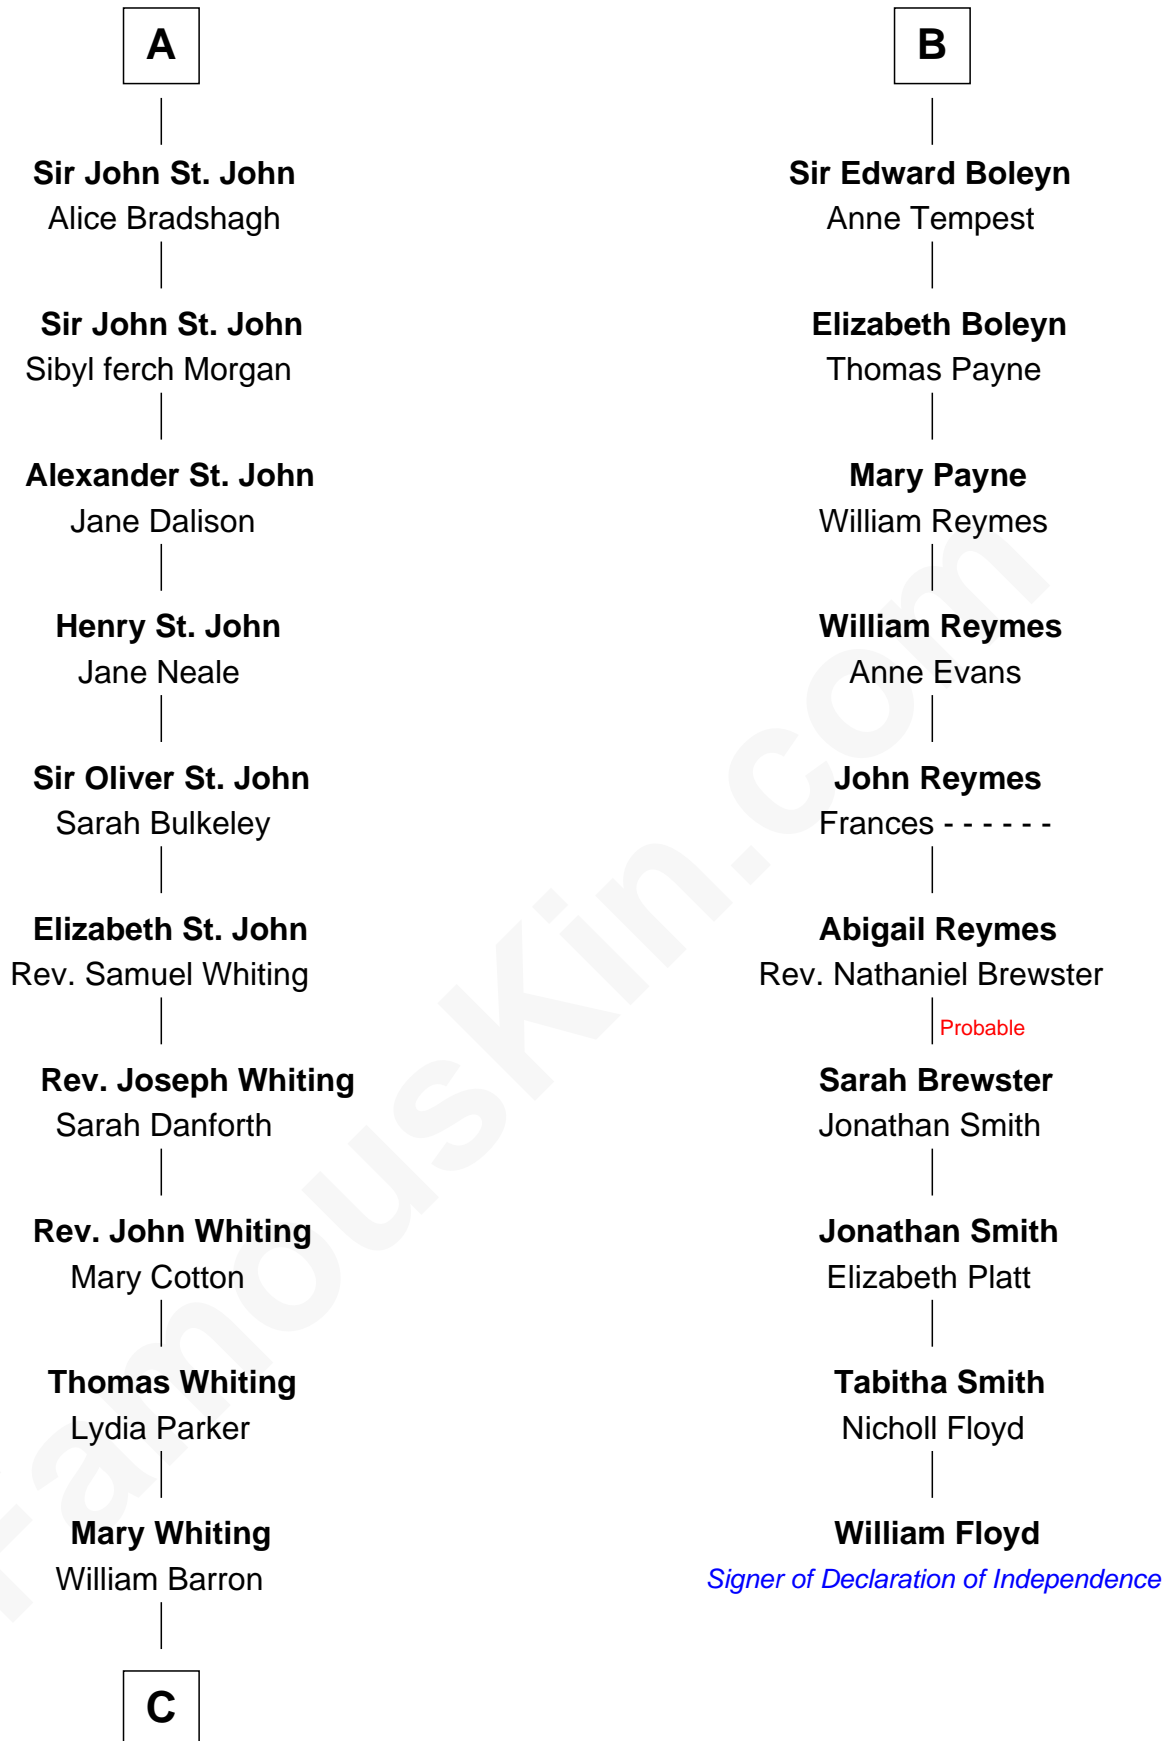 A
Sir John St. John
Alice Bradshagh
Sir John St. John
Sibyl ferch Morgan
Alexander St. John
Jane Dalison
Henry St. John
Jane Neale
Sir Oliver St. John
Sarah Bulkeley
Elizabeth St. John
Rev. Samuel Whiting
Rev. Joseph Whiting
Sarah Danforth
Rev. John Whiting
Mary Cotton
Thomas Whiting
Lydia Parker
Mary Whiting
William Barron
C
B
Sir Edward Boleyn
Anne Tempest
Elizabeth Boleyn
Thomas Payne
Mary Payne
William Reymes
William Reymes
Anne Evans
John Reymes
Frances - - - - - -
Abigail Reymes
Rev. Nathaniel Brewster
Probable
Sarah Brewster
Jonathan Smith
Jonathan Smith
Elizabeth Platt
Tabitha Smith
Nicholl Floyd
William Floyd
Signer of Declaration of Independence
FamousKin.com